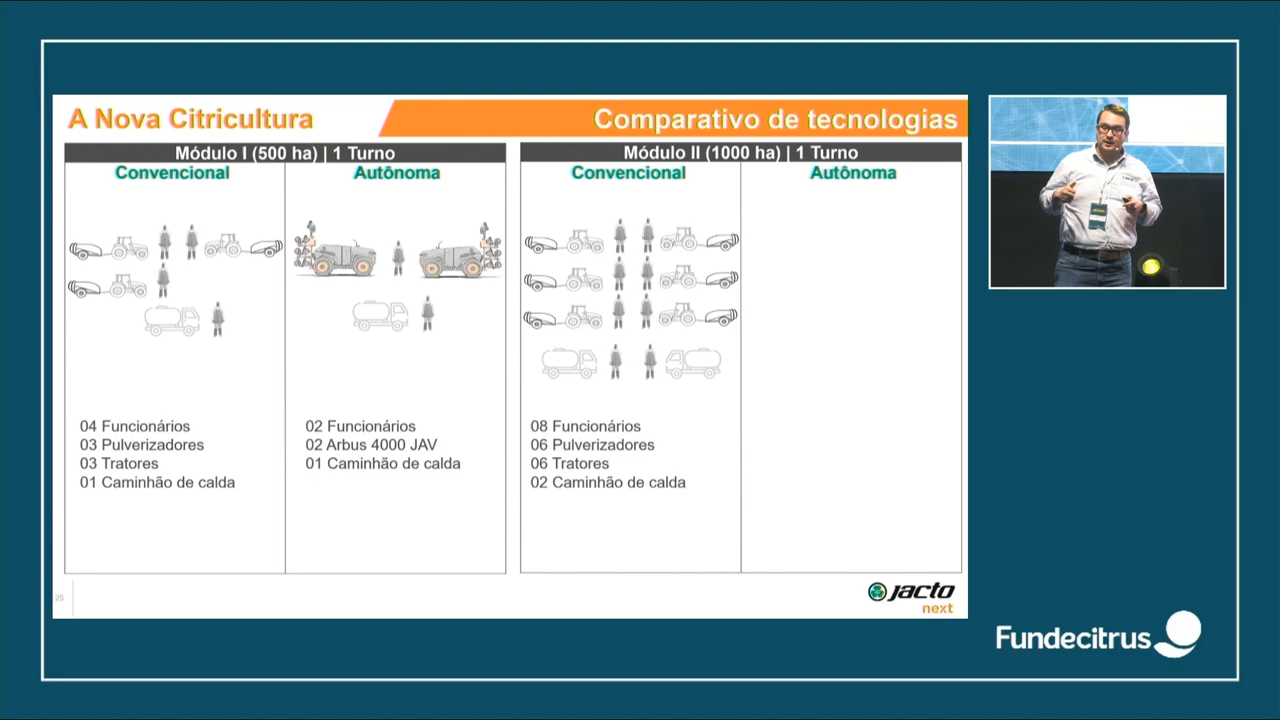 A Nova Citricultura
Comparativo de tecnologias
Módulo I (500 ha) | 1 Turno
Convencional
Autônoma
04 Funcionários
03 Pulverizadores
03 Tratores
01 Caminhão de calda
02 Funcionários
02 Arbus 4000 JAV
01 Caminhão de calda
Módulo II (1000 ha) | 1 Turno
Convencional
Autônoma
08 Funcionários
06 Pulverizadores
06 Tratores
02 Caminhão de calda
25
jacto
next
Fundecitrus